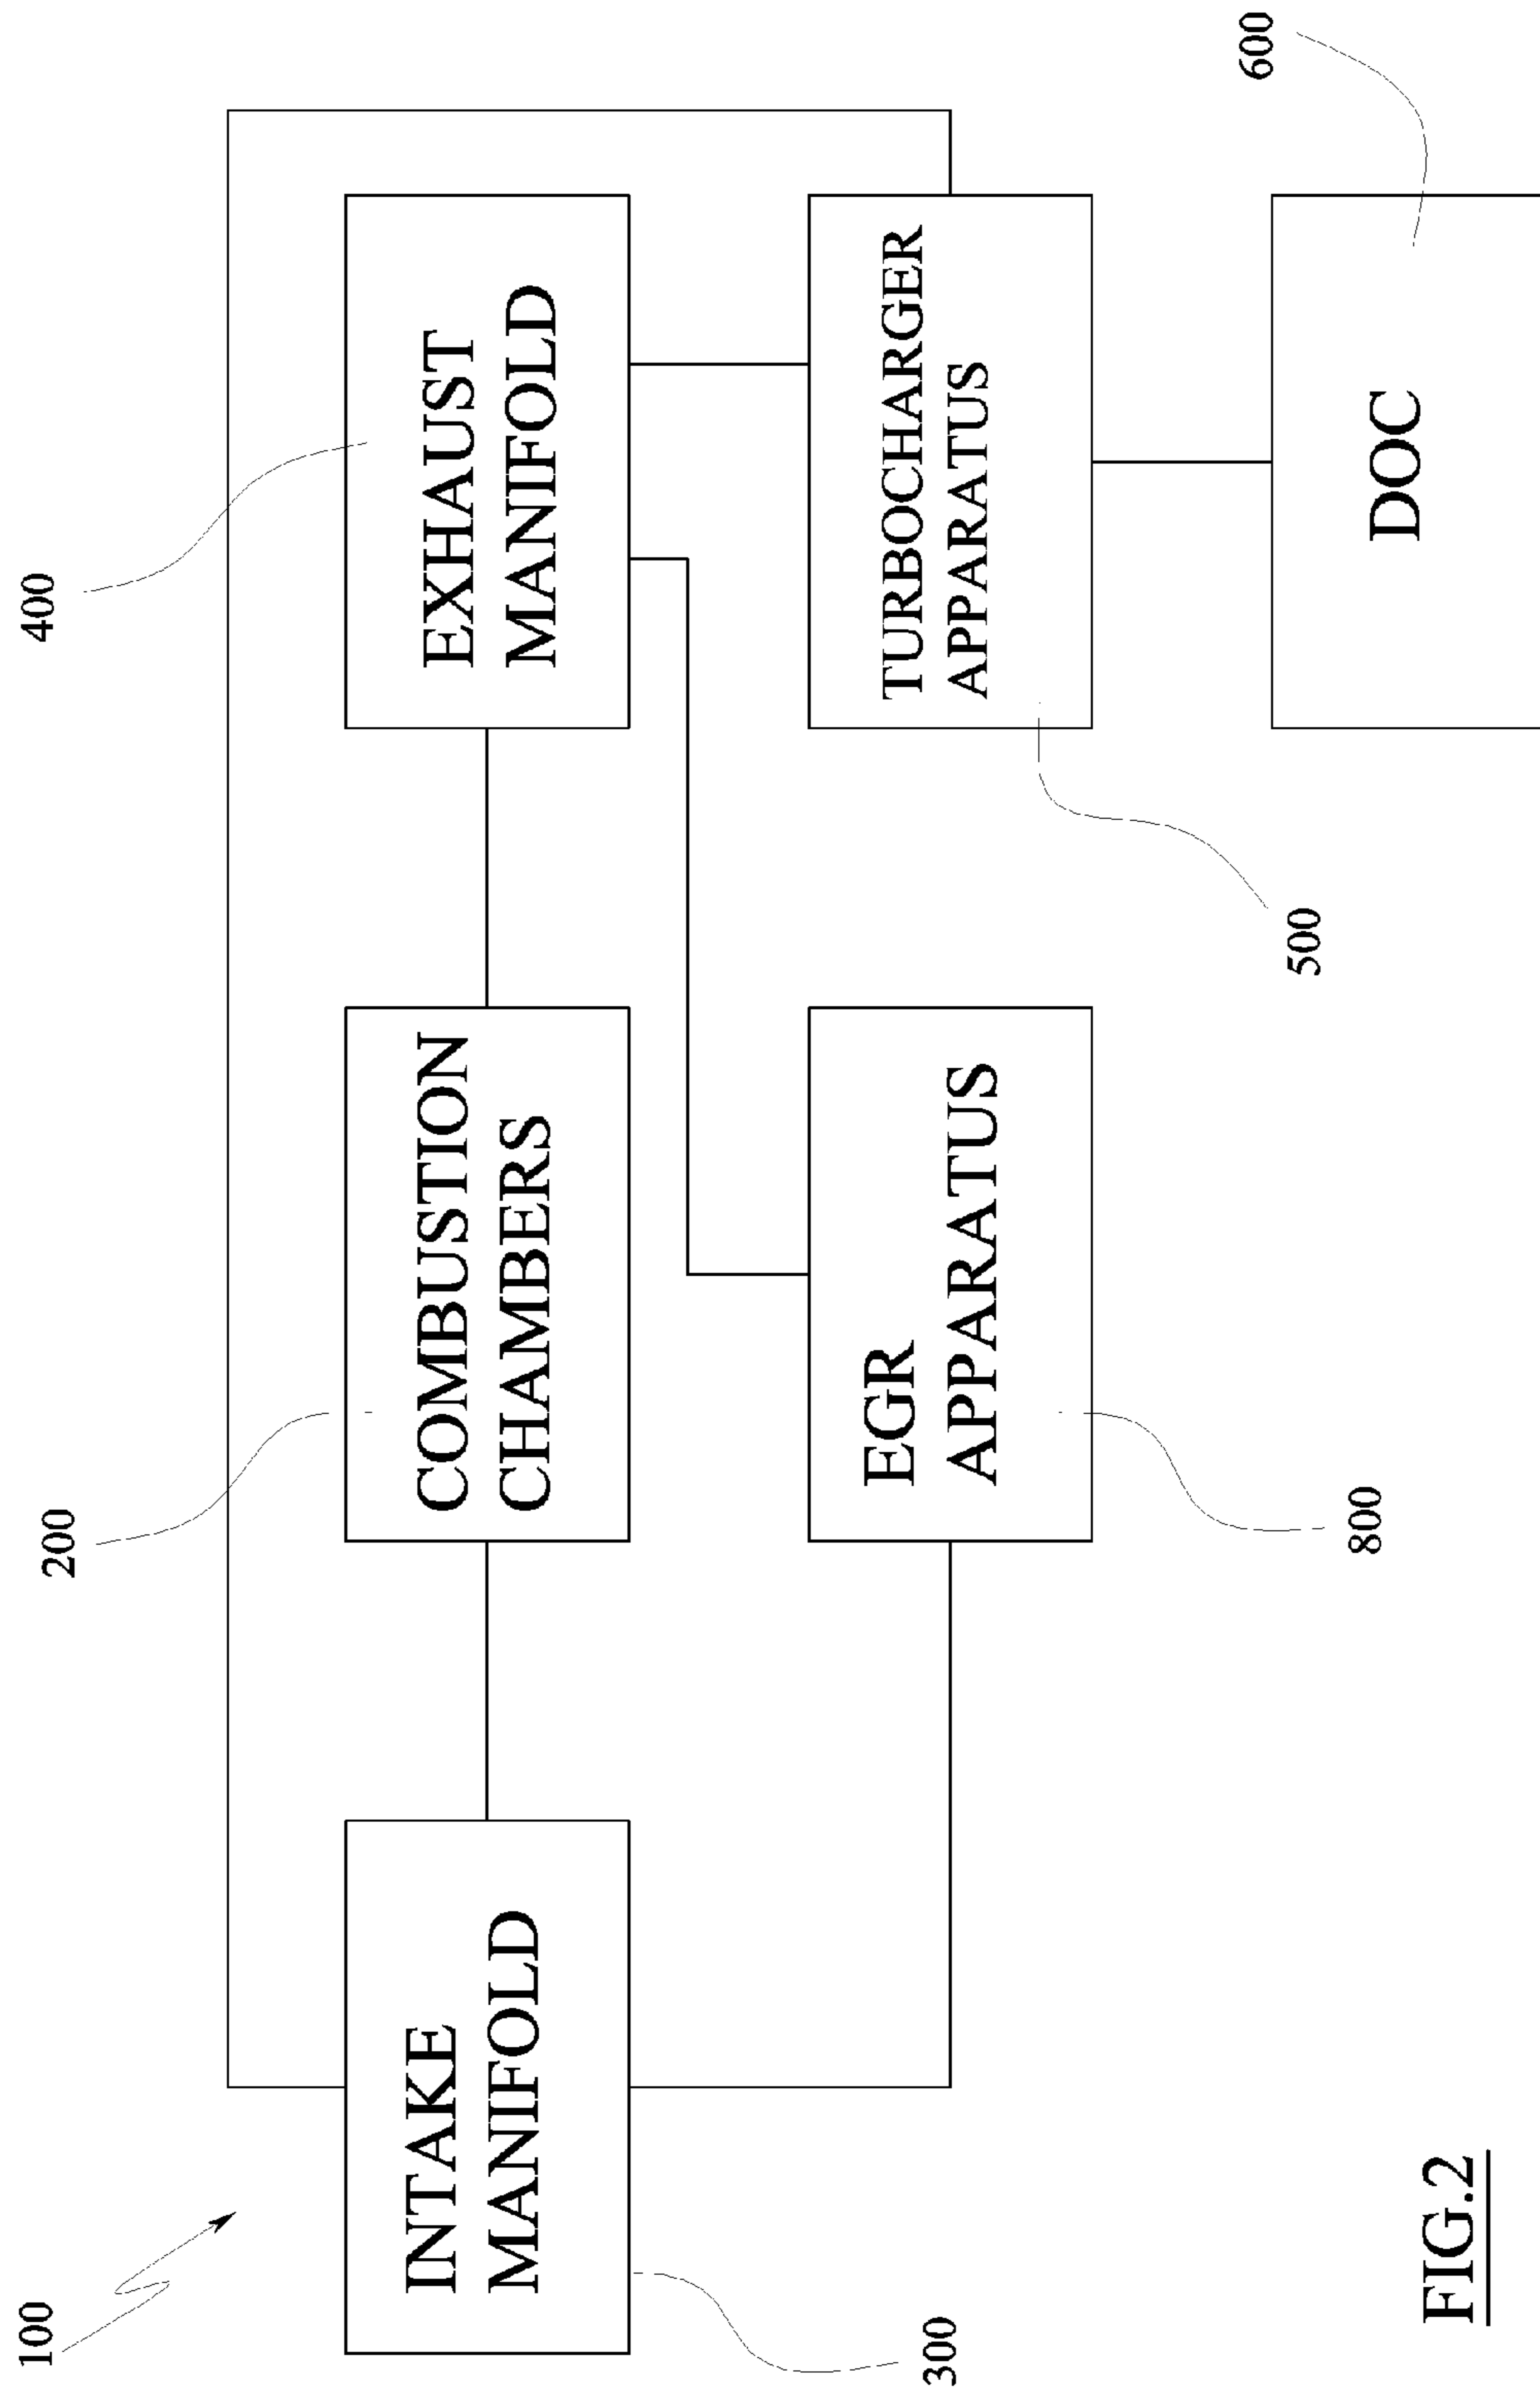 100
200
400
INTAKE
MANIFOLD
COMBUSTION
CHAMBERS
EXHAUST
MANIFOLD
300
EGR
APPARATUS
TURBOCHARGER
APPARATUS
800
500
600
DOC
FIG.2